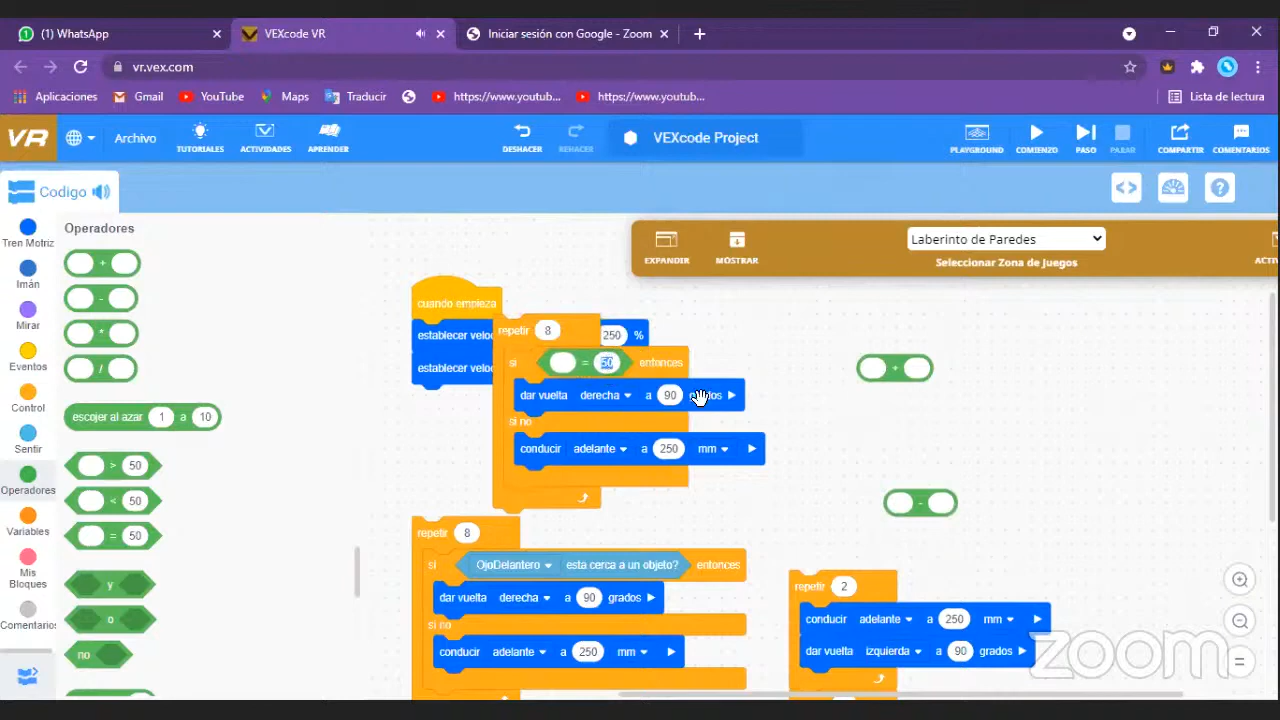 (1) WhatsApp
VEXcode VR
Iniciar sesión con Google - Zoom
vr.vex.com
Aplicaciones
Gmail
YouTube
Maps
Traducir
https://www.youtub...
https://www.youtub...
Lista de lectura
VR
Archivo
TUTORIALES
ACTIVIDADES
APRENDER
DESHACER
REHACER
VEXcode Project
PLAYGROUND
COMIENZO
PASO
PARAR
COMPARTIR
COMENTARIOS
Codigo
Tren Motriz
Imán
Mirar
Eventos
Control
Sentir
Operadores
Variables
Mis
Bloques
Comentarios
Operadores
+
-
*
/
escojer al azar 1 a 10
> 50
< 50
= 50
y
o
no
EXPANDIR
MOSTRAR
Laberinto de Paredes
Seleccionar Zona de Juegos
cuando empieza
establecer veloc
250 %
establecer veloc
repetir 8
si = 50 entonces
dar vuelta derecha a 90 grados
si no
conducir adelante a 250 mm
repetir 8
si OjoDelantero esta cerca a un objeto? entonces
dar vuelta derecha a 90 grados
si no
conducir adelante a 250 mm
+
-
repetir 2
conducir adelante a 250 mm
dar vuelta izquierda a 90 grados
zoom